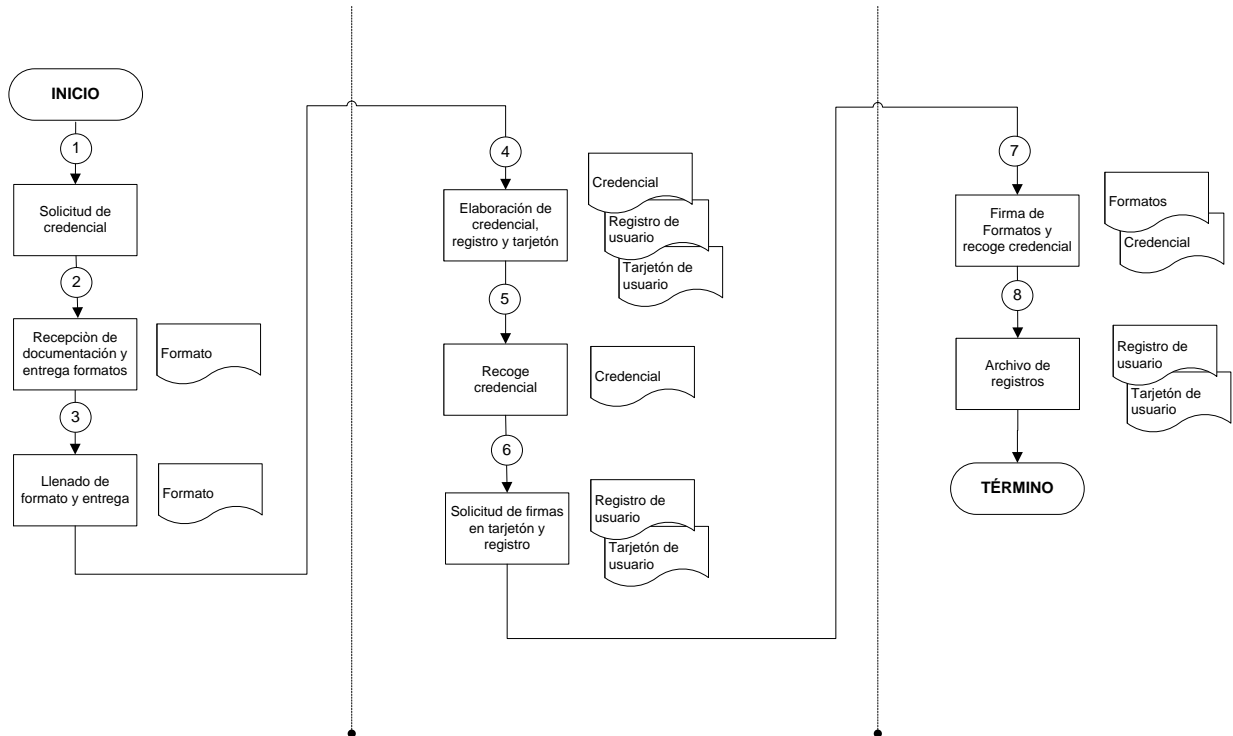 INICIO
1
Solicitud de
credencial
2
Recepciòn de
documentación y
entrega formatos
Formato
3
Llenado de
formato y entrega
Formato
4
Elaboración de
credencial,
registro y tarjetón
Credencial
Registro de
usuario
Tarjetón de
usuario
5
Recoge
credencial
Credencial
6
Solicitud de firmas
en tarjetón y
registro
Registro de
usuario
Tarjetón de
usuario
7
Firma de
Formatos y
recoge credencial
Formatos
Credencial
8
Archivo de
registros
Registro de
usuario
Tarjetón de
usuario
TÉRMINO